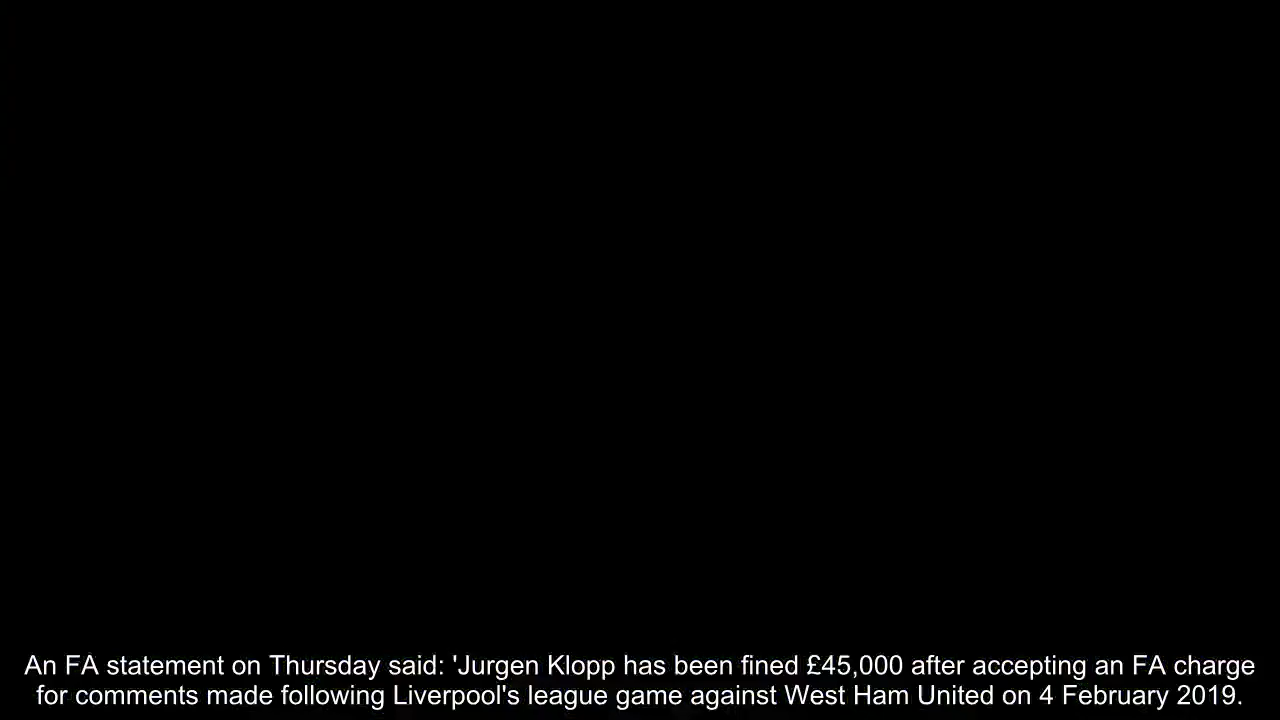 An FA statement on Thursday said: 'Jurgen Klopp has been fined £45,000 after accepting an FA charge
for comments made following Liverpool's league game against West Ham United on 4 February 2019.